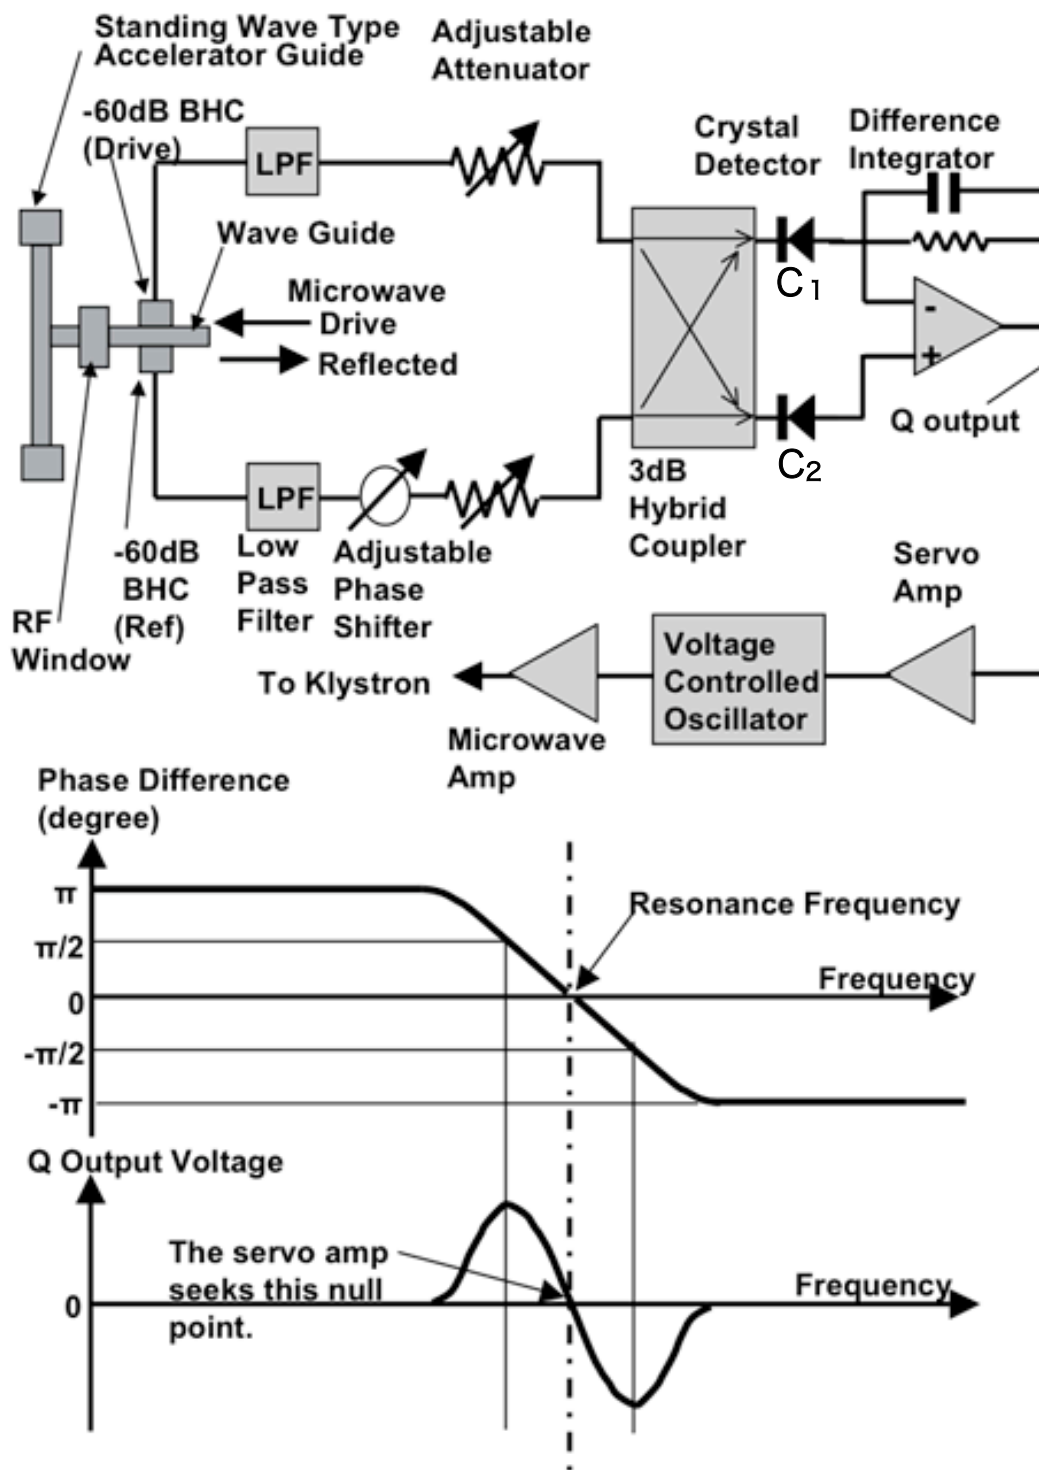 Standing Wave Type
Accelerator Guide
Adjustable
Attenuator
-60dB BHC
(Drive)
LPF
Crystal
Detector
Difference
Integrator
Wave Guide
Microwave
Drive
Reflected
C1
-
+
Q output
C2
LPF
3dB
Hybrid
Coupler
-60dB
BHC
(Ref)
Low
Pass
Filter
Adjustable
Phase
Shifter
RF
Window
Servo
Amp
To Klystron
Voltage
Controlled
Oscillator
Microwave
Amp
Phase Difference
(degree)
π
π/2
0
-π/2
-π
Resonance Frequency
Frequency
Q Output Voltage
The servo amp
seeks this null
point.
0
Frequency